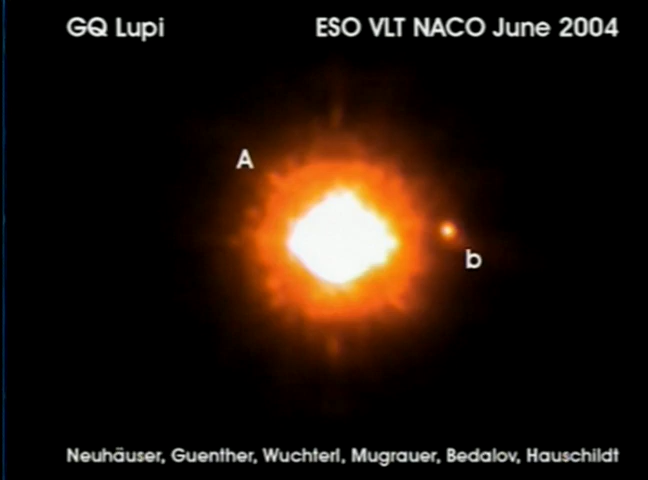 GQ Lupi ESO VLT NACO June 2004
A
b
Neuhäuser, Guenther, Wuchterl, Mugrauer, Bedalov, Hauschildt